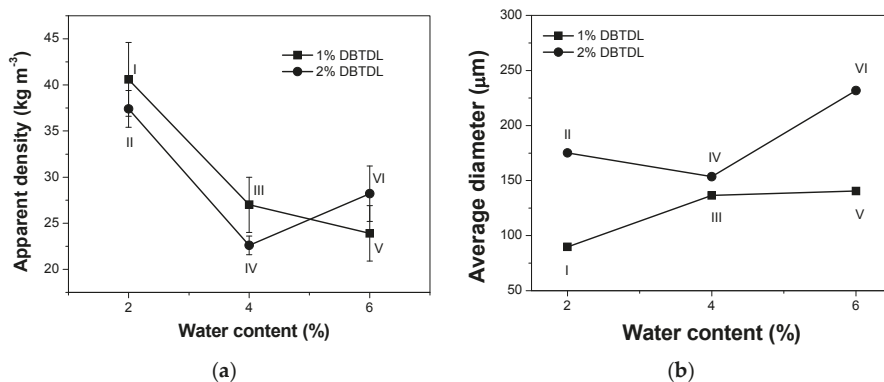 1% DBTDL
2% DBTDL
Apparent density (kg m-3)
45
40
35
30
25
20
I
II
III
IV
VI
V
2
4
6
Water content (%)
(a)
1% DBTDL
2% DBTDL
Average diameter (μm)
300
250
200
150
100
50
II
I
IV
III
VI
V
2
4
6
Water content (%)
(b)